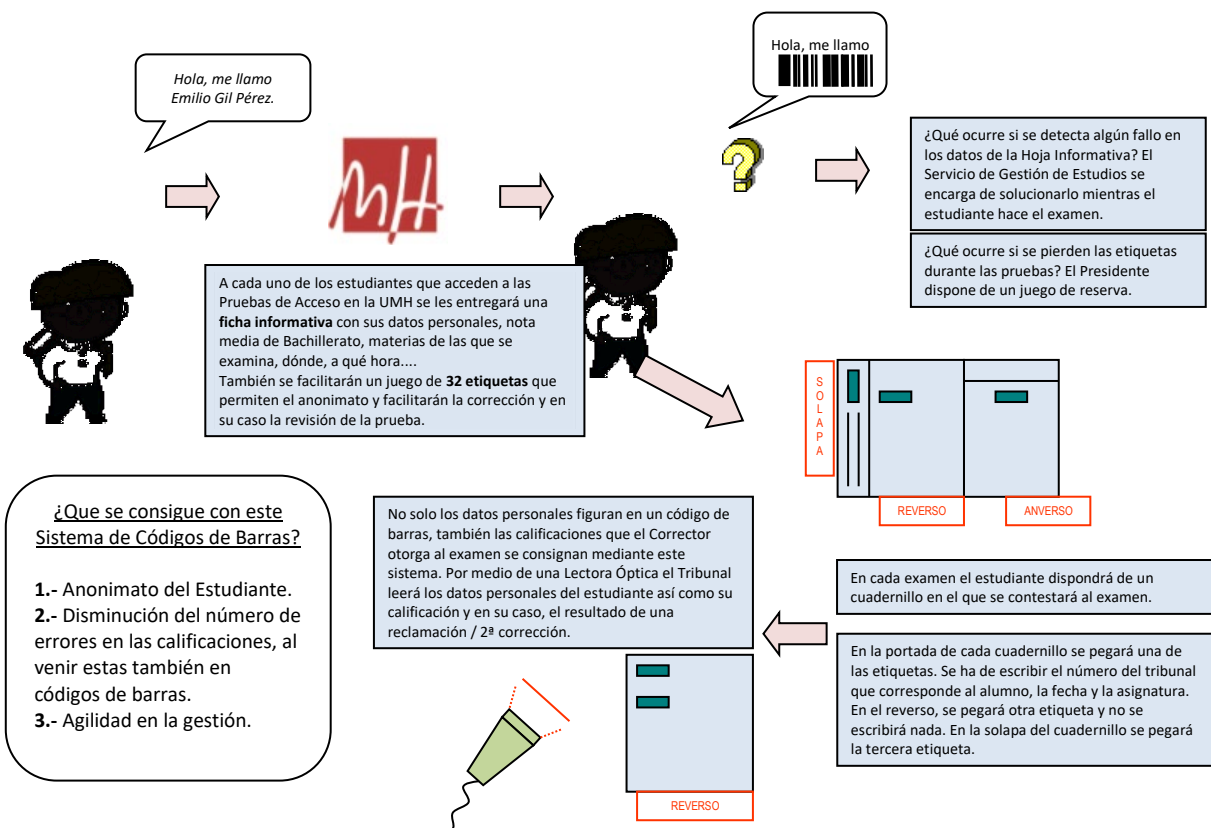 Hola, me llamo
Emilio Gil Pérez.
Hola, me llamo
mH
¿Qué ocurre si se detecta algún fallo en
los datos de la Hoja Informativa? El
Servicio de Gestión de Estudios se
encarga de solucionarlo mientras el
estudiante hace el examen.
¿Qué ocurre si se pierden las etiquetas
durante las pruebas? El Presidente
dispone de un juego de reserva.
A cada uno de los estudiantes que acceden a las
Pruebas de Acceso en la UMH se les entregará una
ficha informativa con sus datos personales, nota
media de Bachillerato, materias de las que se
examina, dónde, a qué hora....
También se facilitarán un juego de 32 etiquetas que
permiten el anonimato y facilitarán la corrección y en
su caso la revisión de la prueba.
SOLAPA
REVERSO
ANVERSO
¿Que se consigue con este
Sistema de Códigos de Barras?
1.- Anonimato del Estudiante.
2.- Disminución del número de
errores en las calificaciones, al
venir estas también en
códigos de barras.
3.- Agilidad en la gestión.
No solo los datos personales figuran en un código de
barras, también las calificaciones que el Corrector
otorga al examen se consignan mediante este
sistema. Por medio de una Lectora Óptica el Tribunal
leerá los datos personales del estudiante así como su
calificación y en su caso, el resultado de una
reclamación / 2ª corrección.
En cada examen el estudiante dispondrá de un
cuadernillo en el que se contestará al examen.
En la portada de cada cuadernillo se pegará una de
las etiquetas. Se ha de escribir el número del tribunal
que corresponde al alumno, la fecha y la asignatura.
En el reverso, se pegará otra etiqueta y no se
escribirá nada. En la solapa del cuadernillo se pegará
la tercera etiqueta.
REVERSO